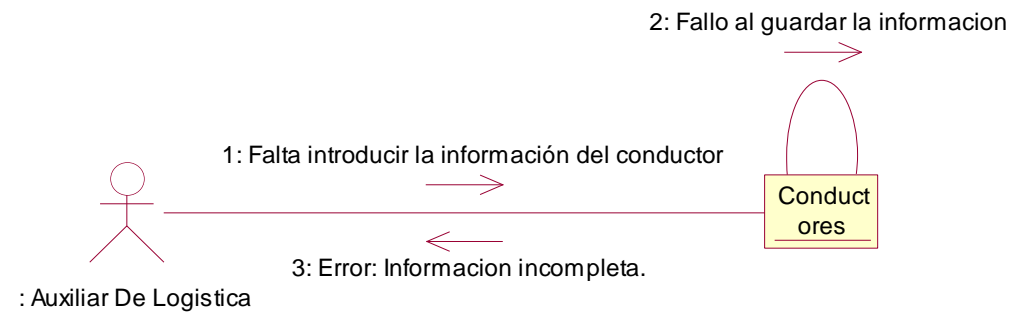 2: Fallo al guardar la informacion
1: Falta introducir la información del conductor
Conduct
ores
3: Error: Informacion incompleta.
: Auxiliar De Logistica